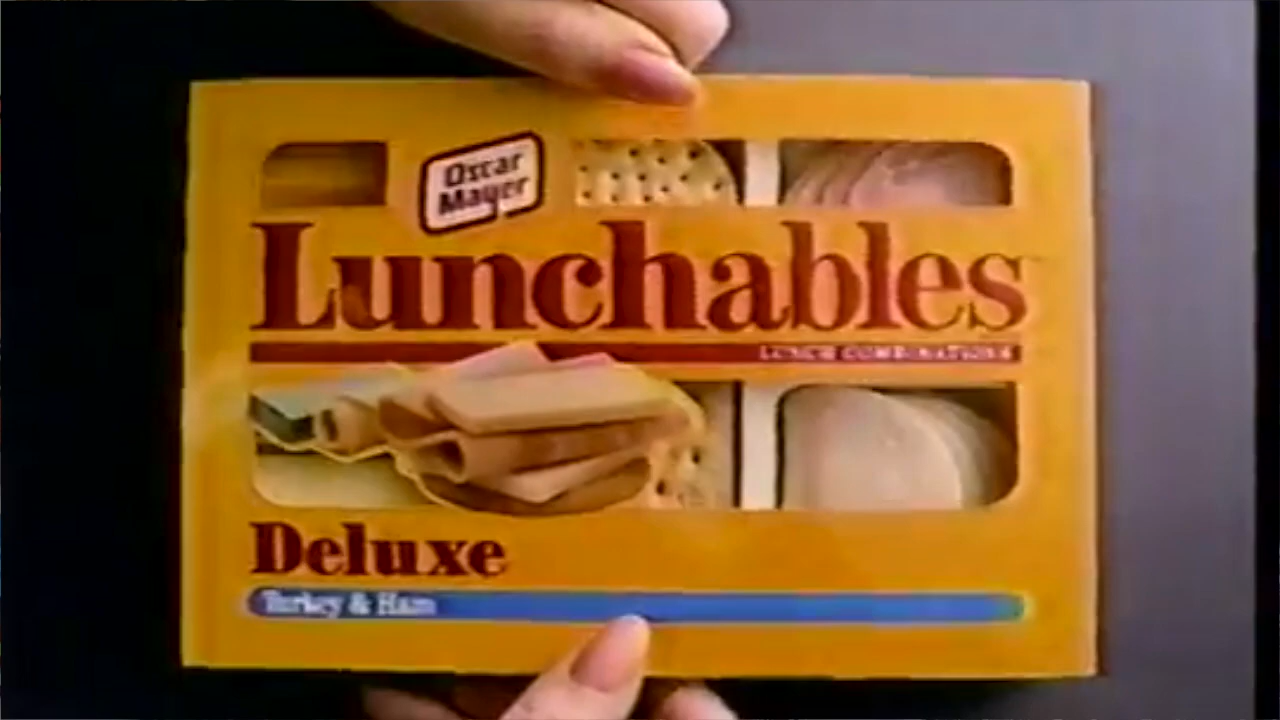 Oscar
Mayer
Lunchables
LUNCH COMBINATIONS
Deluxe
Turkey & Ham